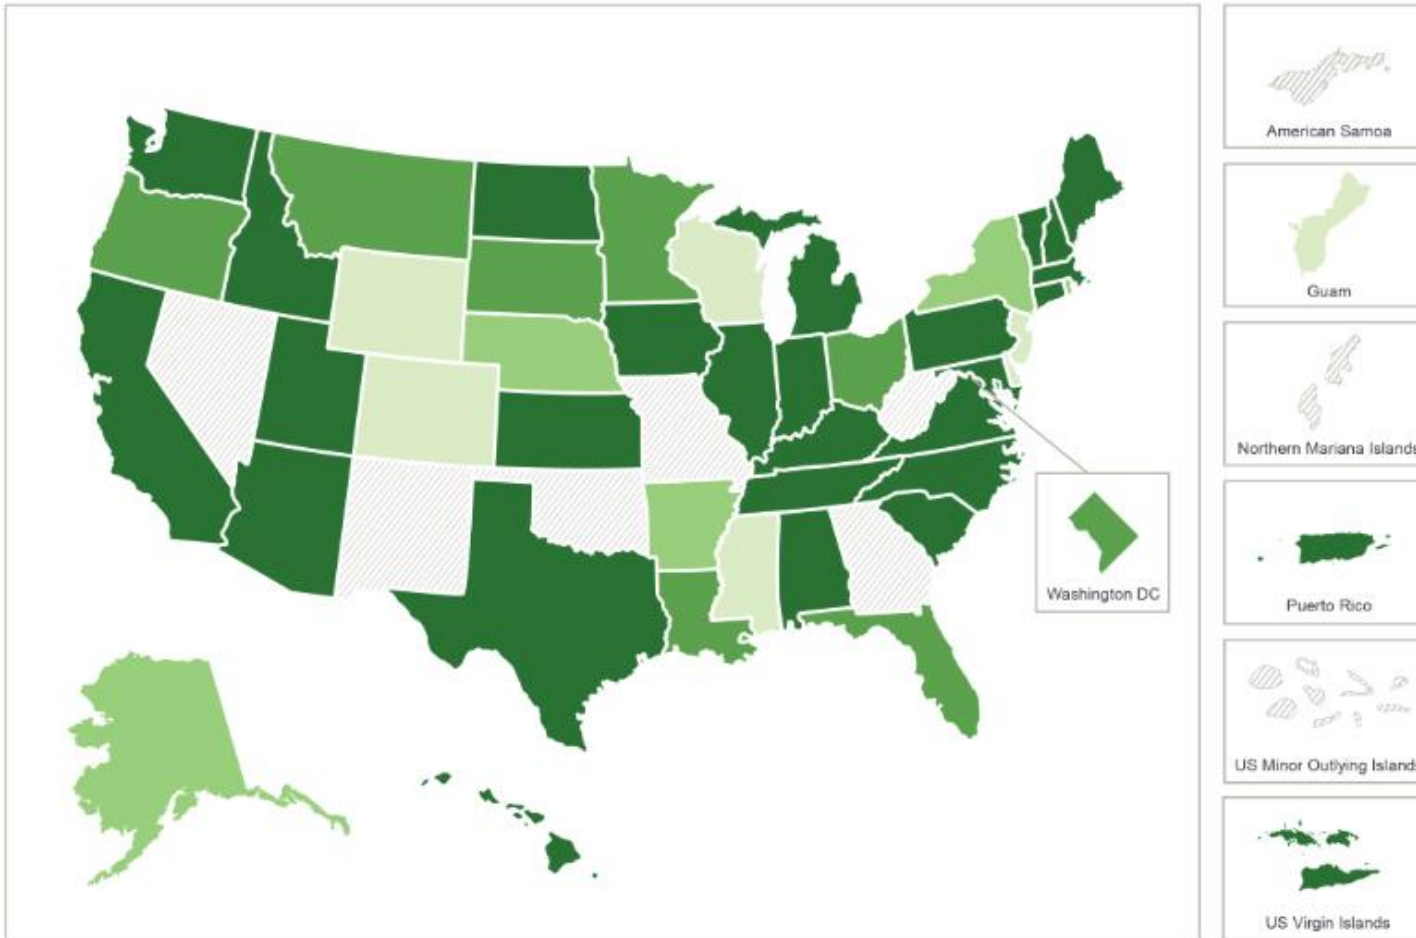 American Samoa
Guam
Northern Mariana Islands
Washington DC
Puerto Rico
US Minor Outlying Islands
US Virgin Islands